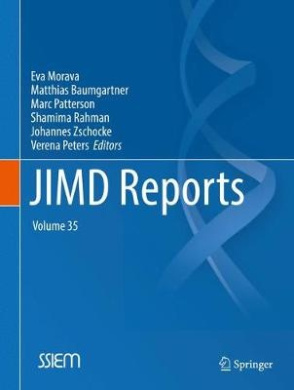 Eva Morava
Matthias Baumgartner
Marc Patterson
Shamima Rahman
Johannes Zschocke
Verena Peters Editors
JIMD Reports
Volume 35
SSIEM
Springer